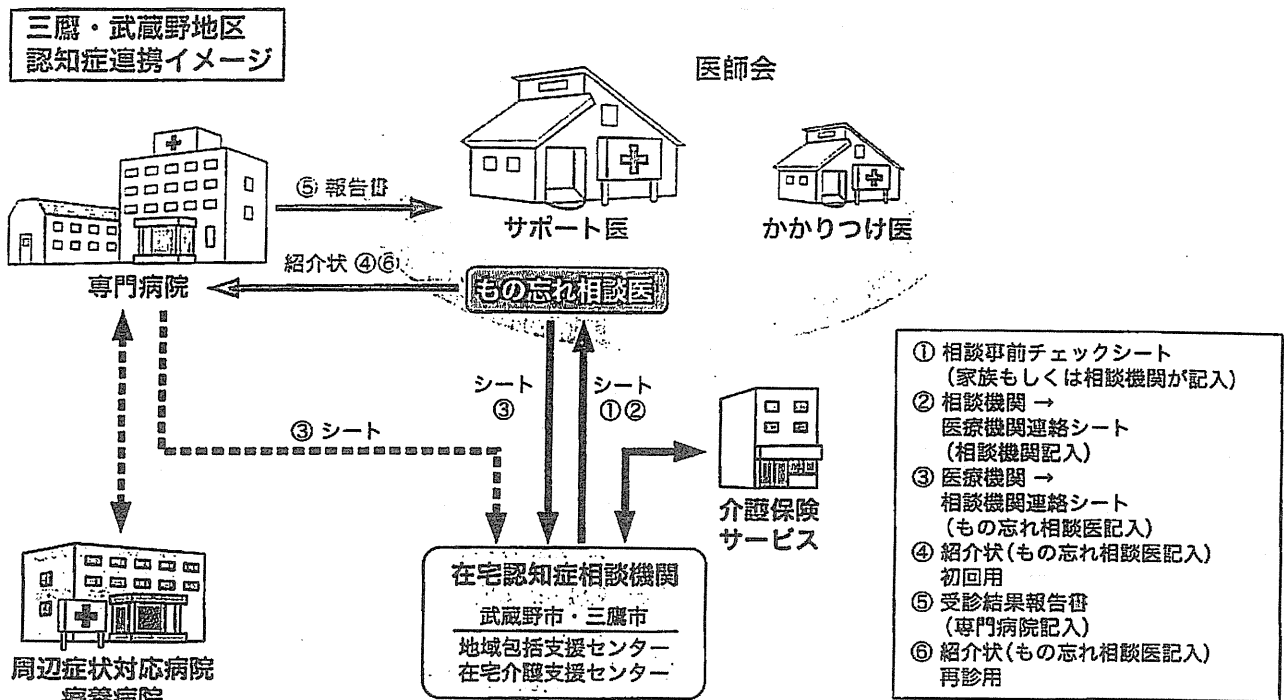 三鷹・武蔵野地区
認知症連携イメージ
医師会
⑤ 報告書
サポート医
かかりつけ医
専門病院
紹介状 ④⑥
もの忘れ相談医
シート
③
シート
①②
③ シート
介護保険
サービス
在宅認知症相談機関
武蔵野市・三鷹市
地域包括支援センター
在宅介護支援センター
周辺症状対応病院
療養病院
① 相談事前チェックシート
(家族もしくは相談機関が記入)
② 相談機関 →
医療機関連絡シート
(相談機関記入)
③ 医療機関 →
相談機関連絡シート
(もの忘れ相談医記入)
④ 紹介状(もの忘れ相談医記入)
初回用
⑤ 受診結果報告書
(専門病院記入)
⑥ 紹介状(もの忘れ相談医記入)
再診用